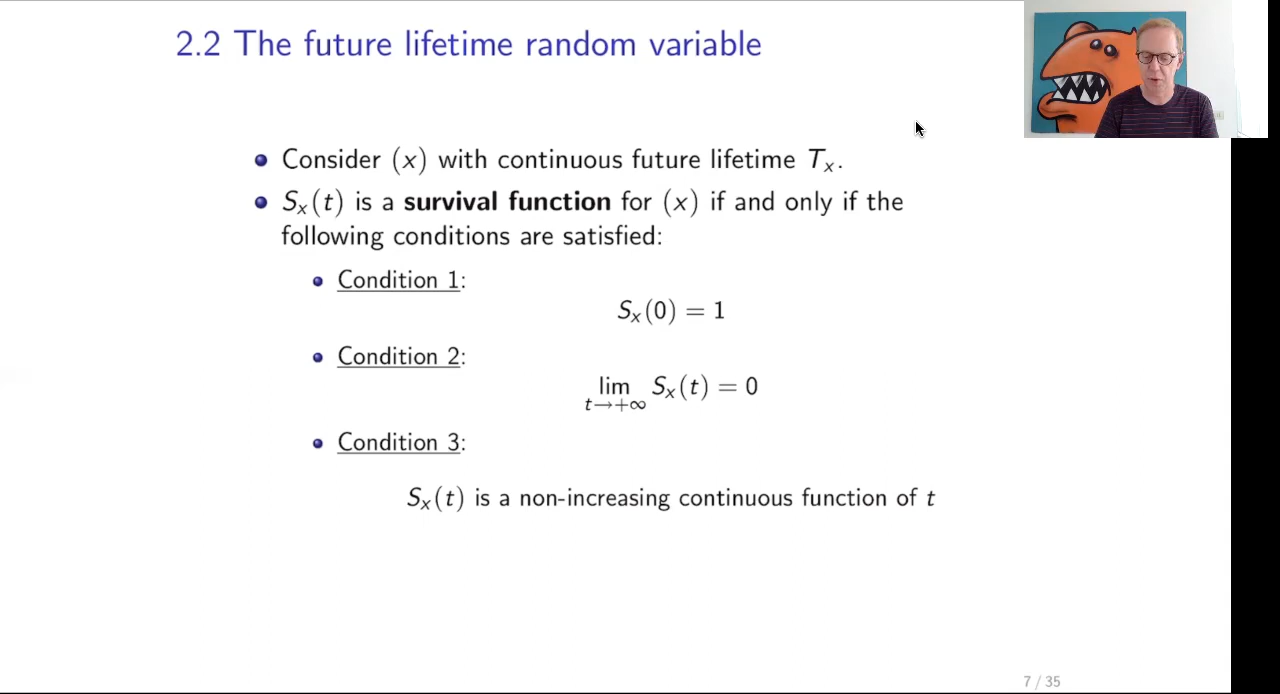 2.2 The future lifetime random variable
Consider (x) with continuous future lifetime Tₓ.
Sₓ(t) is a survival function for (x) if and only if the
following conditions are satisfied:
Condition 1:
Sₓ(0) = 1
Condition 2:
lim Sₓ(t) = 0
t→+∞
Condition 3:
Sₓ(t) is a non-increasing continuous function of t
7 / 35